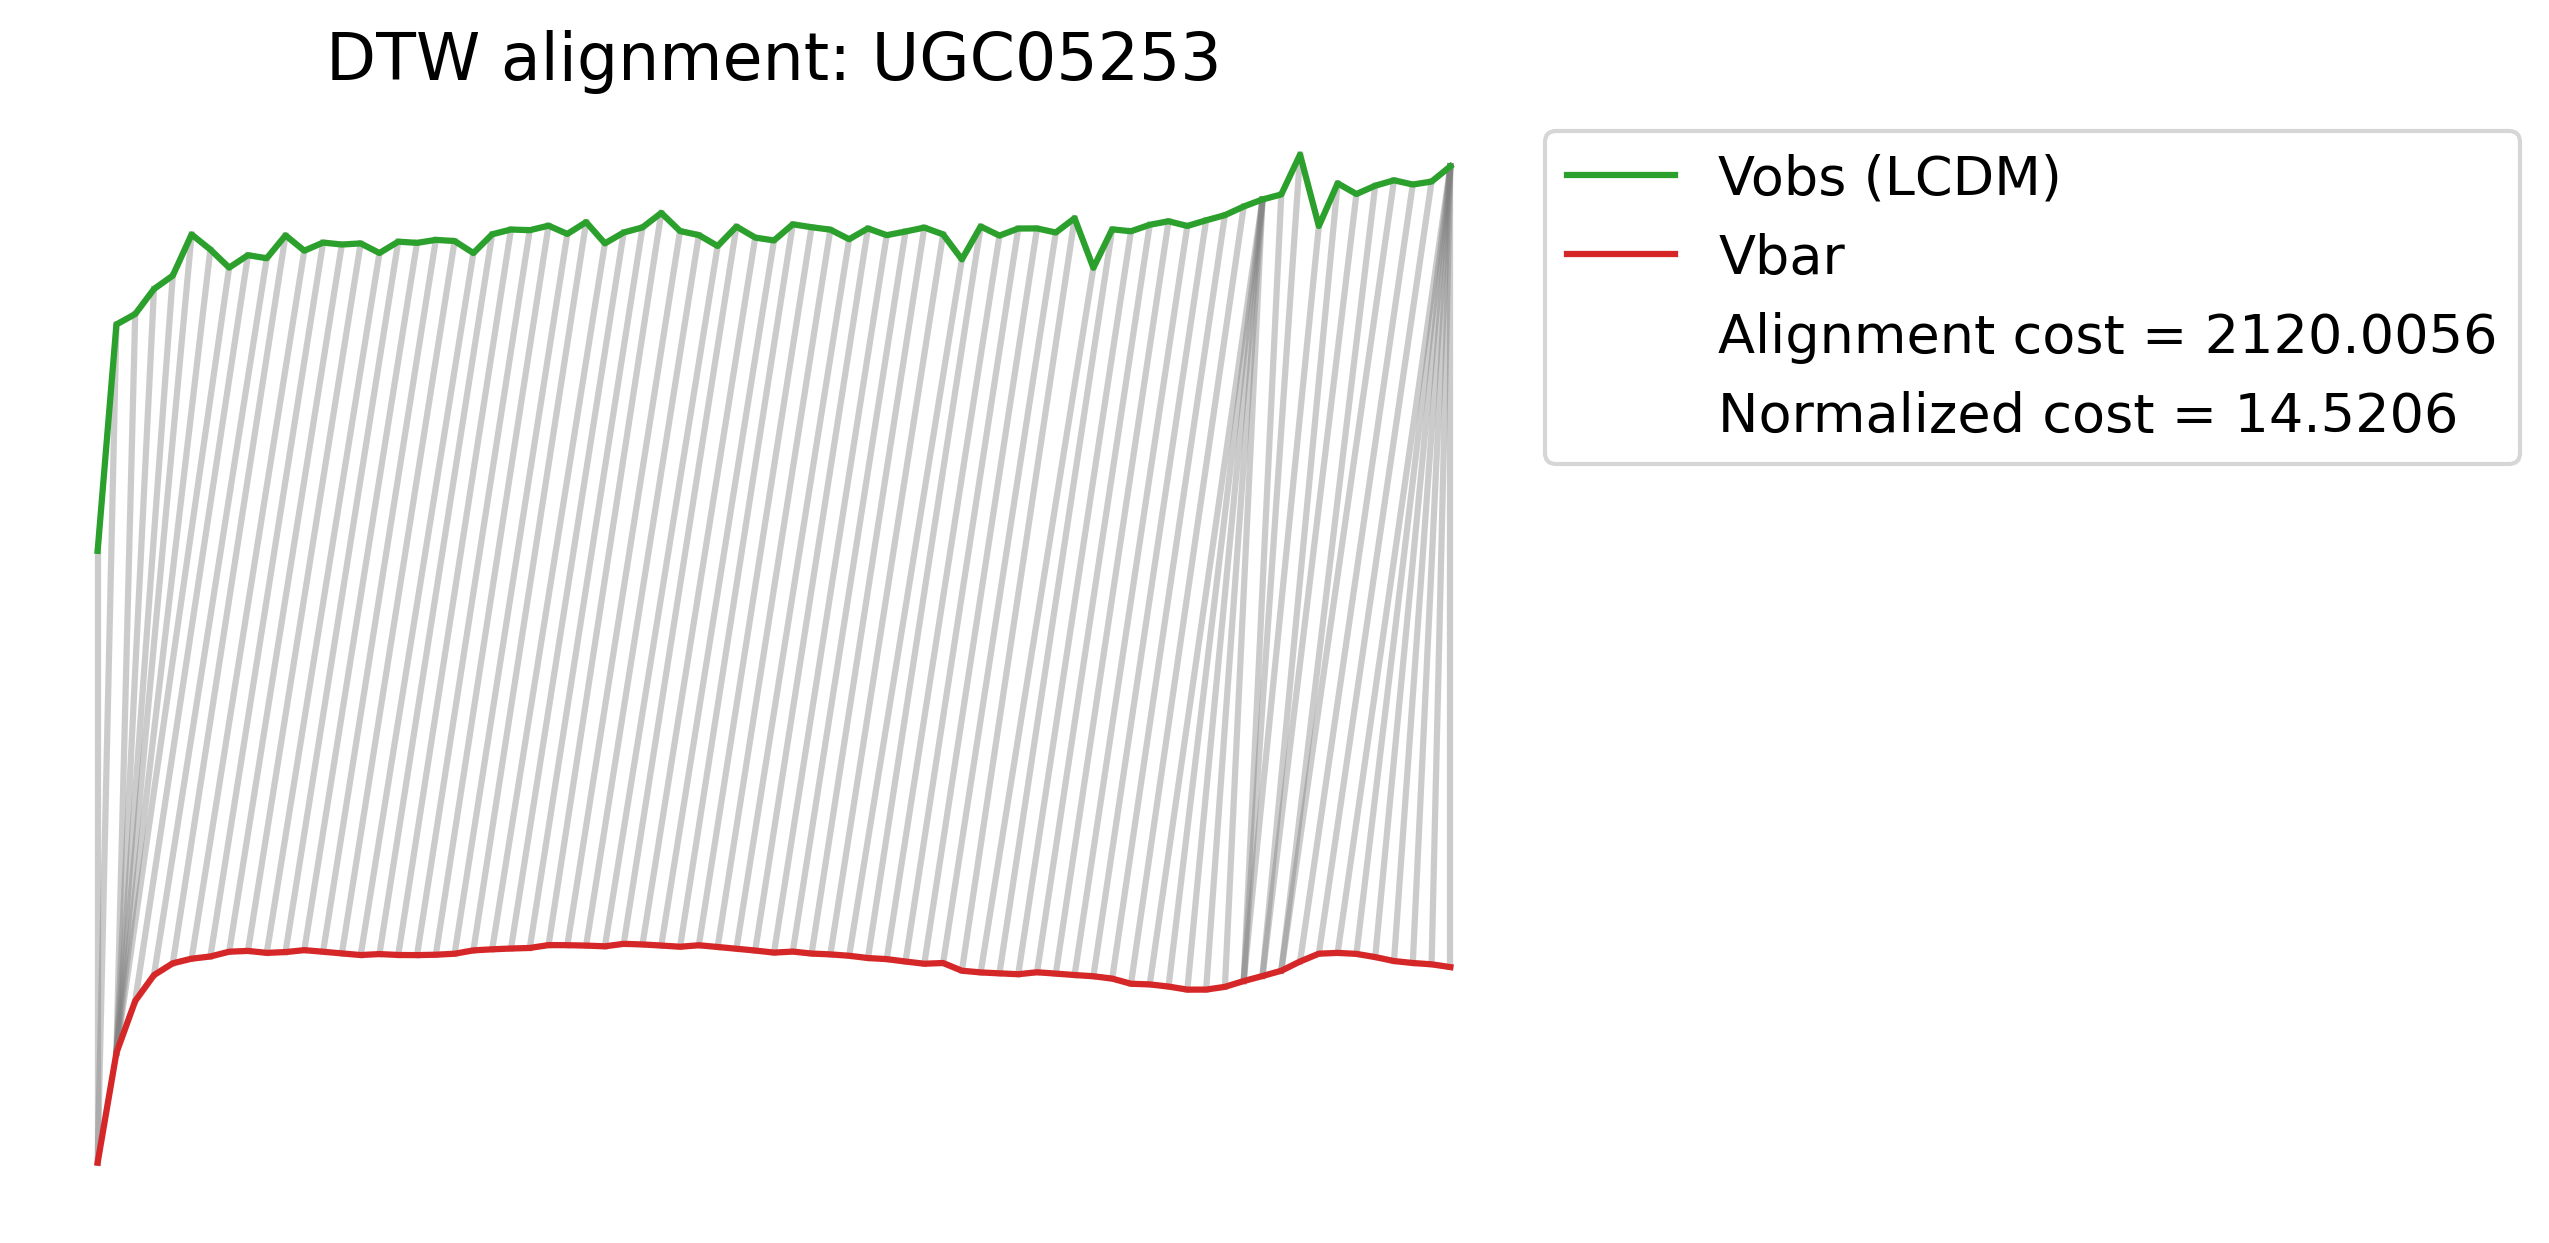 DTW alignment: UGC05253
Vobs (LCDM)
Vbar
Alignment cost = 2120.0056
Normalized cost = 14.5206